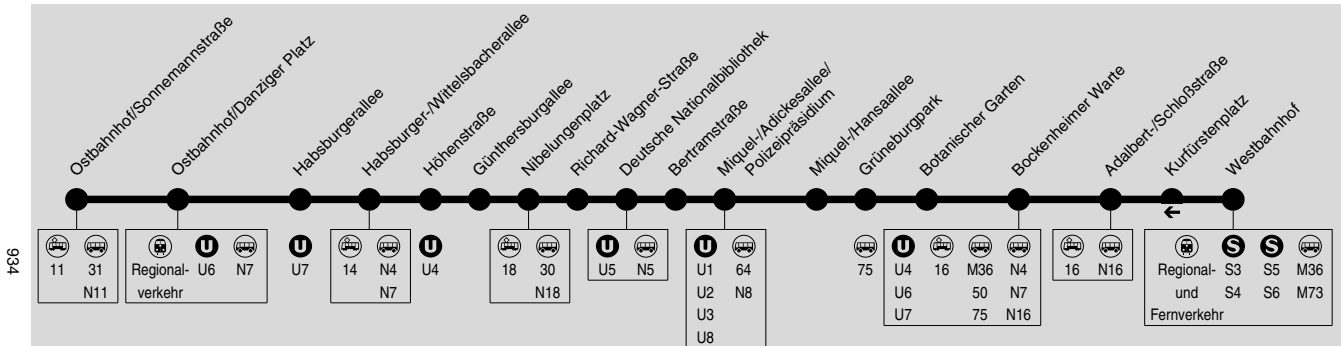 Ostbahnhof/Sonnemannstraße
Ostbahnhof/Danziger Platz
Habsburgerallee
Habsburger-/Wittelsbacherallee
Höhenstraße
Günthersburgallee
Nibelungenplatz
Richard-Wagner-Straße
Deutsche Nationalbibliothek
Bertramstraße
Miquel-/Adickesallee/
Polizeipräsidium
Miquel-/Hansaallee
Grüneburgpark
Botanischer Garten
Bockenheimer Warte
Adalbert-/Schloßstraße
Kurfürstenplatz
Westbahnhof
934
11 31
N11
Regional- U U6 N7
verkehr
U U7
14 N4
N7
U U4
18 30
N18
U U5 N5
U U1 64
U2 N8
U3
U8
75
U U4 16 M36 N4
U6 50 N7
U7 75 N16
16 N16
S S
Regional- S3 S5 M36
und S4 S6 M73
Fernverkehr